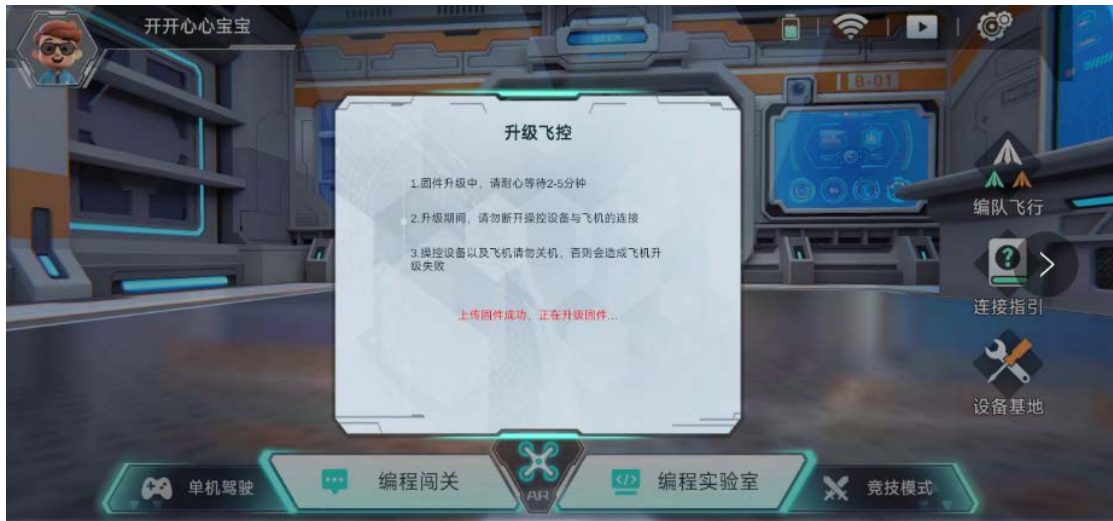 开开心心宝宝
OPEN
B-01
升级飞控
1.固件升级中，请耐心等待2-5分钟
2.升级期间，请勿断开操控设备与飞机的连接
3.操控设备以及飞机请勿关机，否则会造成飞机升
级失败
上传固件成功，正在升级固件...
编队飞行
连接指引
设备基地
单机驾驶
编程闯关
AR
编程实验室
竞技模式